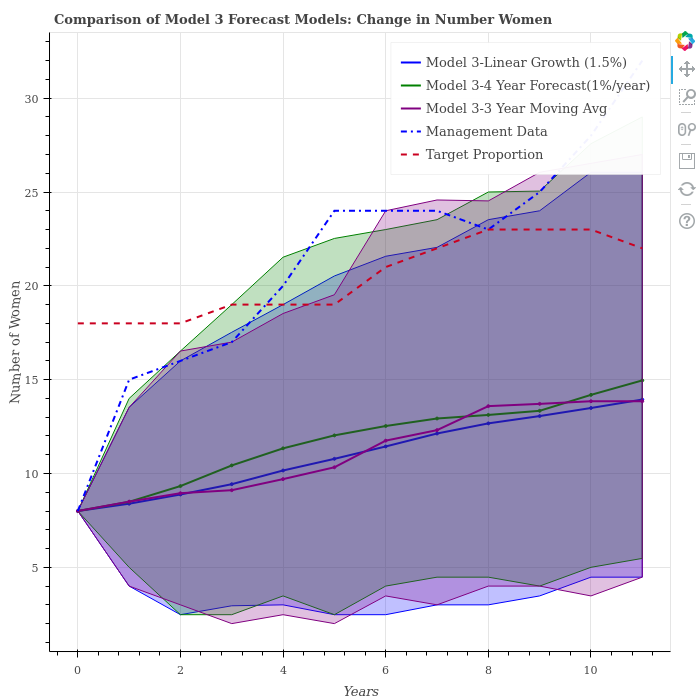 Comparison of Model 3 Forecast Models: Change in Number Women
Model 3-Linear Growth (1.5%)
Model 3-4 Year Forecast(1%/year)
Model 3-3 Year Moving Avg
Management Data
Target Proportion
30
25
20
15
10
5
Number of Women
0
2
4
6
8
10
Years